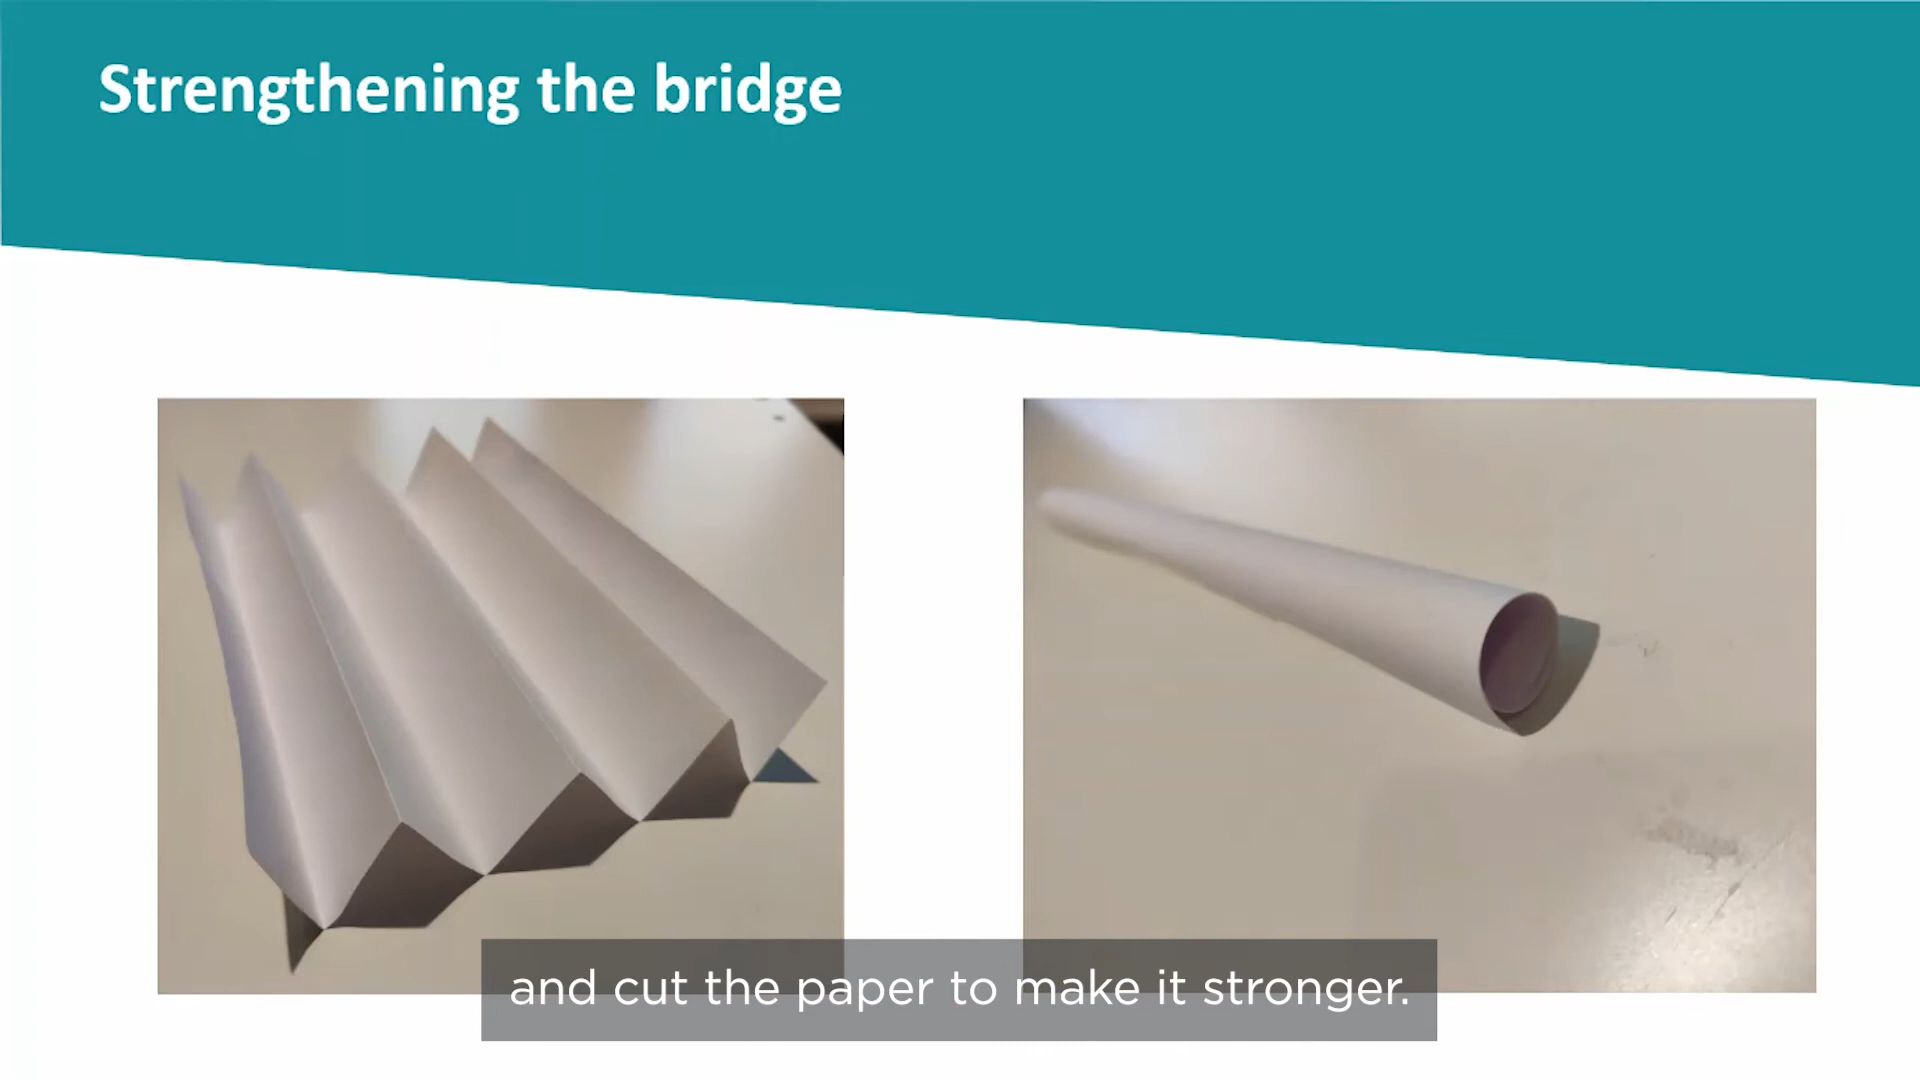 Strengthening the bridge
and cut the paper to make it stronger.